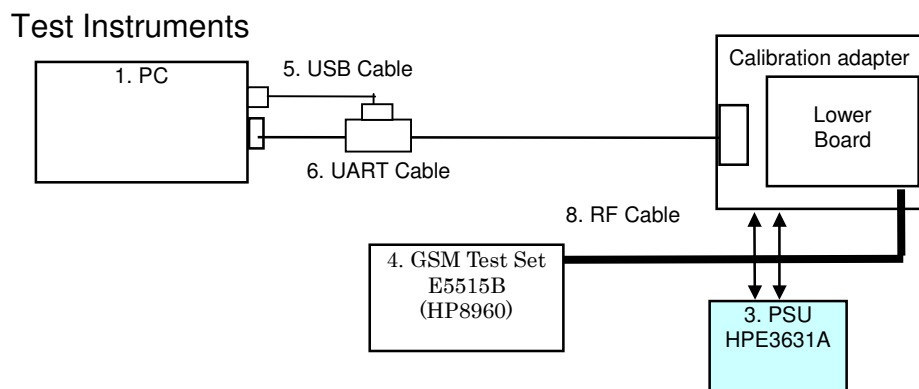 Test Instruments
1. PC
5. USB Cable
6. UART Cable
Calibration adapter
Lower
Board
8. RF Cable
4. GSM Test Set
E5515B
(HP8960)
3. PSU
HPE3631A